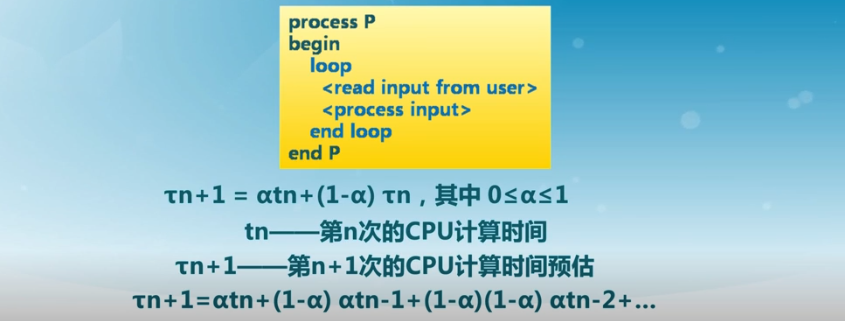 process P
begin
loop
<read input from user>
<process input>
end loop
end P
τn+1 = αtn+(1-α) τn，其中 0≤α≤1
tn——第n次的CPU计算时间
τn+1——第n+1次的CPU计算时间预估
τn+1=αtn+(1-α) αtn-1+(1-α)(1-α) αtn-2+...